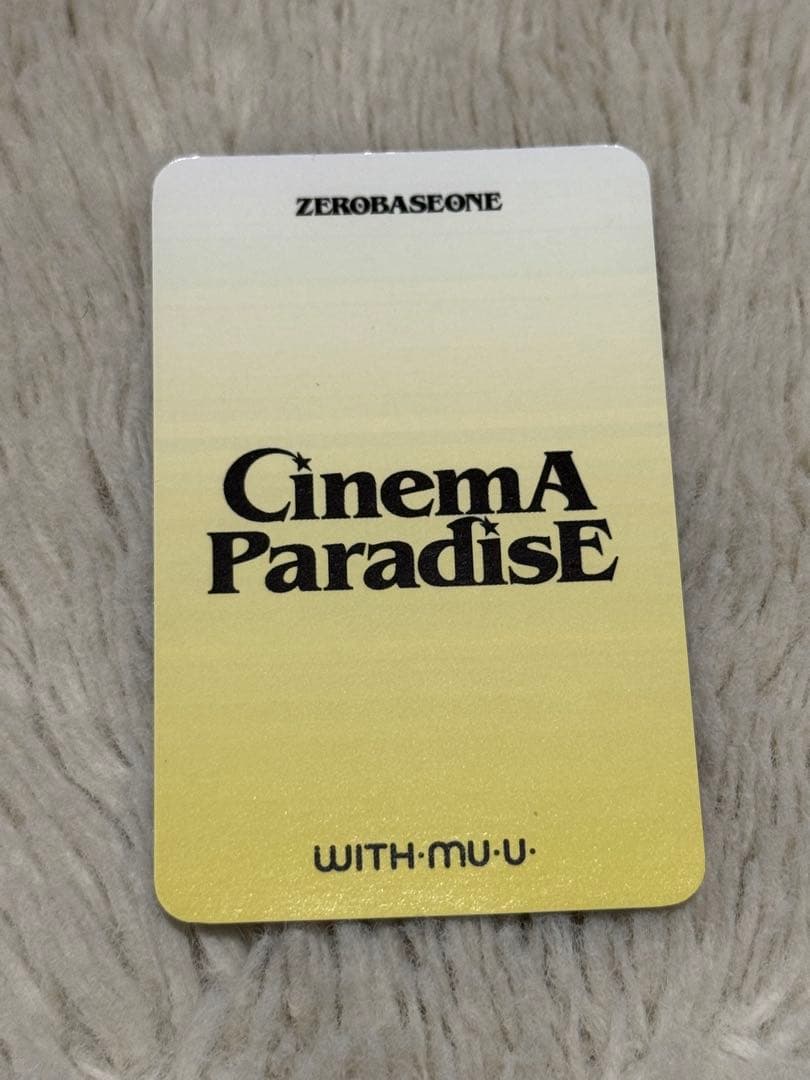 ZEROBASEONE
CinemA
ParadisE
WITH·MU·U·